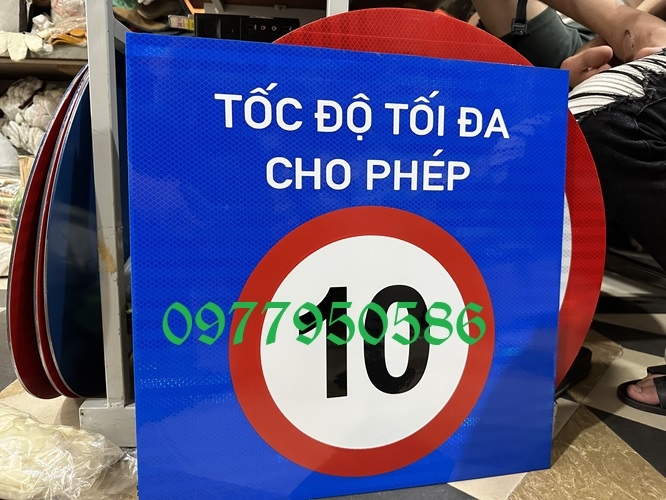 TỐC ĐỘ TỐI ĐA
CHO PHÉP
10
0977950586